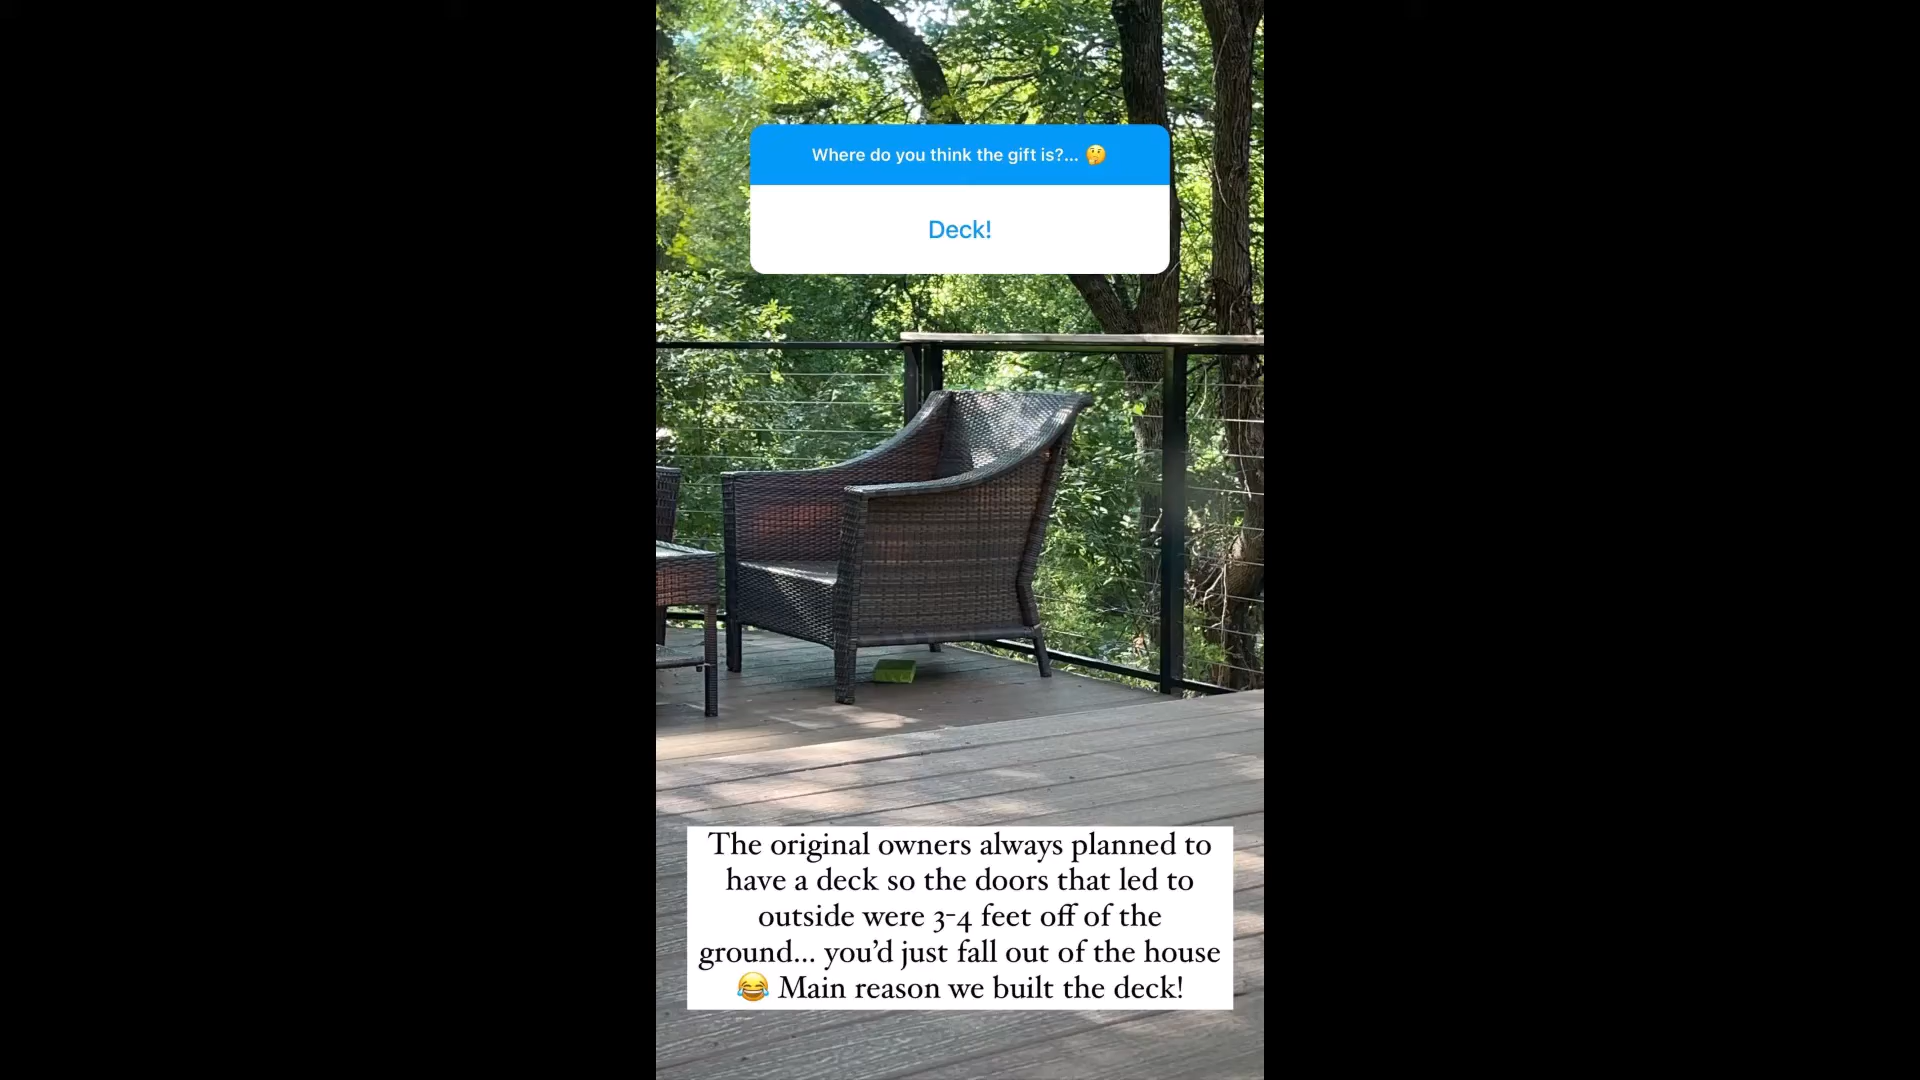 Where do you think the gift is?... 🤔
Deck!
The original owners always planned to
have a deck so the doors that led to
outside were 3-4 feet off of the
ground... you'd just fall out of the house
😂 Main reason we built the deck!